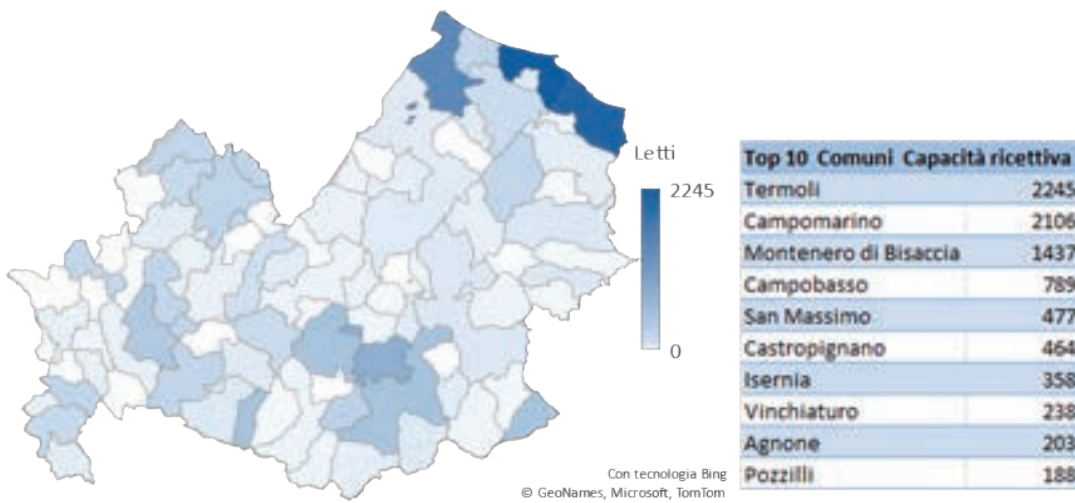 Letti
2245
0
Con tecnologia Bing
© GeoNames, Microsoft, TomTom
Top 10 Comuni Capacità ricettiva
Termoli 2245
Campomarino 2106
Montenero di Bisaccia 1437
Campobasso 789
San Massimo 477
Castropignano 464
Isernia 358
Vinchiaturo 238
Agnone 203
Pozzilli 188